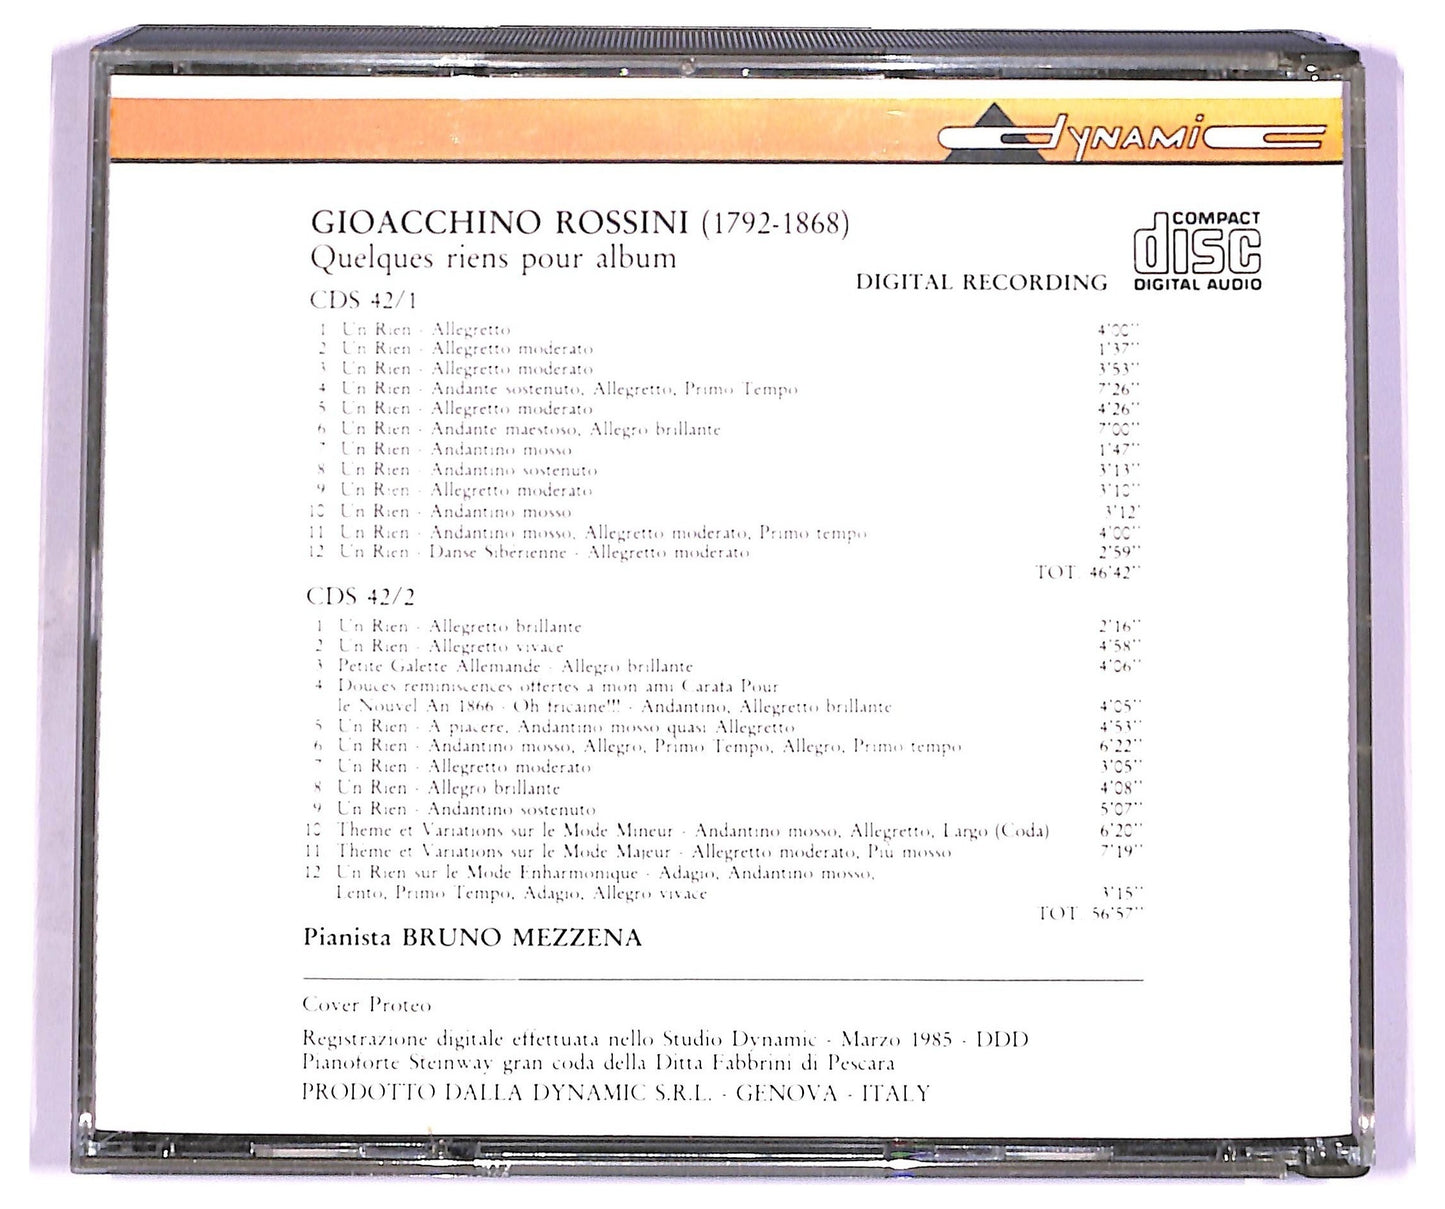 dynamic
GIOACCHINO ROSSINI (1792-1868)
Quelques riens pour album
COMPACT
disc
DIGITAL AUDIO
DIGITAL RECORDING
CDS 42/1
1 Un Rien - Allegretto 4'00''
2 Un Rien - Allegretto moderato 1'37''
3 Un Rien - Allegretto moderato 3'53''
4 Un Rien - Andante sostenuto, Allegretto, Primo Tempo 7'26''
5 Un Rien - Allegretto moderato 4'26''
6 Un Rien - Andante maestoso, Allegro brillante 7'00''
7 Un Rien - Andantino mosso 1'47''
8 Un Rien - Andantino sostenuto 3'13''
9 Un Rien - Allegretto moderato 3'10''
10 Un Rien - Andantino mosso 3'12'
11 Un Rien - Andantino mosso, Allegretto moderato, Primo tempo 4'00''
12 Un Rien - Danse Sibérienne - Allegretto moderato 2'59''
TOT. 46'42''
CDS 42/2
1 Un Rien - Allegretto brillante 2'16''
2 Un Rien - Allegretto vivace 4'58''
3 Petite Galette Allemande - Allegro brillante 4'06''
4 Douces reminiscences offertes a mon ami Carafa Pour
le Nouvel An 1866 - Oh fricaine!!! - Andantino, Allegretto brillante 4'05''
5 Un Rien - A piacere, Andantino mosso quasi Allegretto 4'53''
6 Un Rien - Andantino mosso, Allegro, Primo Tempo, Allegro, Primo tempo 6'22''
7 Un Rien - Allegretto moderato 3'05''
8 Un Rien - Allegro brillante 4'08''
9 Un Rien - Andantino sostenuto 5'07''
10 Theme et Variations sur le Mode Mineur - Andantino mosso, Allegretto, Largo (Coda) 6'20''
11 Theme et Variations sur le Mode Majeur - Allegretto moderato, Più mosso 7'19''
12 Un Rien sur le Mode Enharmonique - Adagio, Andantino mosso,
Lento, Primo Tempo, Adagio, Allegro vivace 3'15''
TOT. 56'57''
Pianista BRUNO MEZZENA
Cover Proteo
Registrazione digitale effettuata nello Studio Dynamic - Marzo 1985 - DDD
Pianoforte Steinway gran coda della Ditta Fabbrini di Pescara
PRODOTTO DALLA DYNAMIC S.R.L. - GENOVA - ITALY